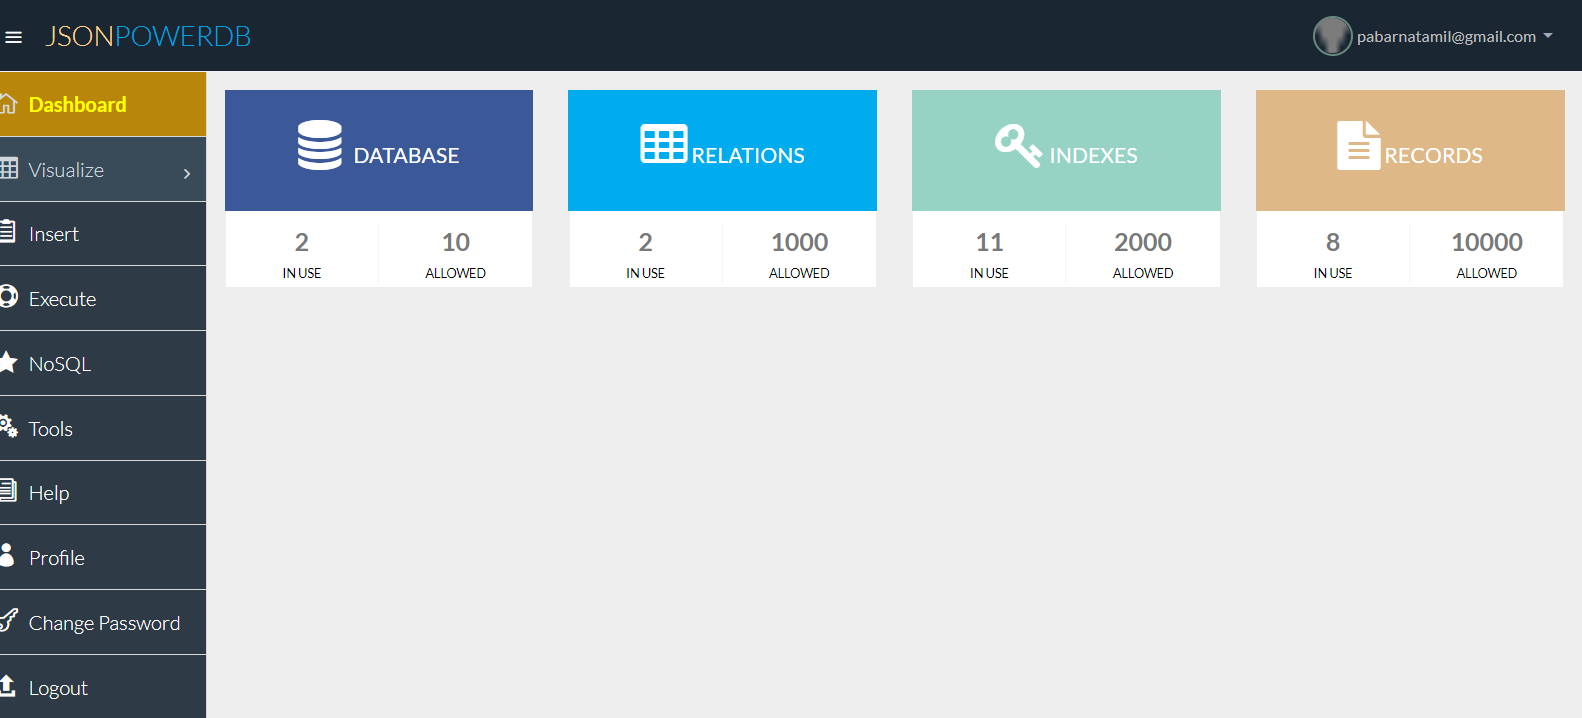 JSONPOWERDB
pabarnatamil@gmail.com
Dashboard
Visualize
Insert
Execute
NoSQL
Tools
Help
Profile
Change Password
Logout
DATABASE
2 10
IN USE ALLOWED
RELATIONS
2 1000
IN USE ALLOWED
INDEXES
11 2000
IN USE ALLOWED
RECORDS
8 10000
IN USE ALLOWED